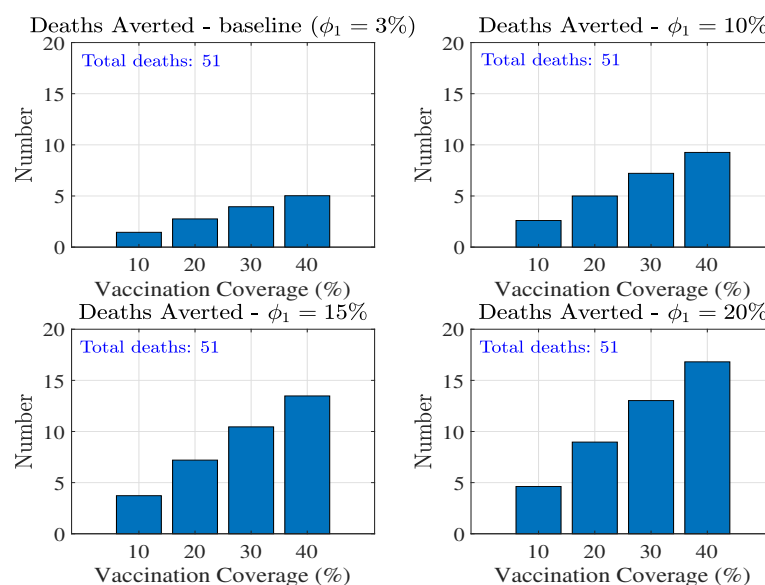 Deaths Averted - baseline (ϕ₁ = 3%)
Total deaths: 51
Number
20
15
10
5
0
10 20 30 40
Vaccination Coverage (%)
Deaths Averted - ϕ₁ = 10%
Total deaths: 51
Number
20
15
10
5
0
10 20 30 40
Vaccination Coverage (%)
Deaths Averted - ϕ₁ = 15%
Total deaths: 51
Number
20
15
10
5
0
10 20 30 40
Vaccination Coverage (%)
Deaths Averted - ϕ₁ = 20%
Total deaths: 51
Number
20
15
10
5
0
10 20 30 40
Vaccination Coverage (%)